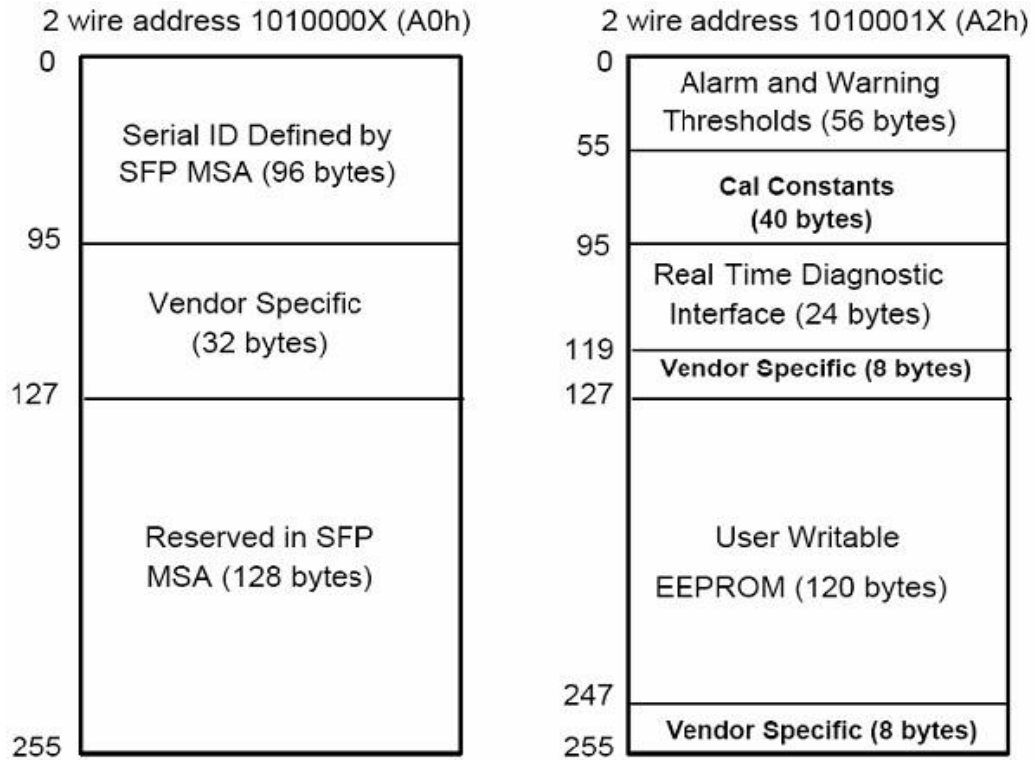 2 wire address 1010000X (A0h)
0
Serial ID Defined by
SFP MSA (96 bytes)
95
Vendor Specific
(32 bytes)
127
Reserved in SFP
MSA (128 bytes)
255
2 wire address 1010001X (A2h)
0
Alarm and Warning
Thresholds (56 bytes)
55
Cal Constants
(40 bytes)
95
Real Time Diagnostic
Interface (24 bytes)
119
Vendor Specific (8 bytes)
127
User Writable
EEPROM (120 bytes)
247
Vendor Specific (8 bytes)
255